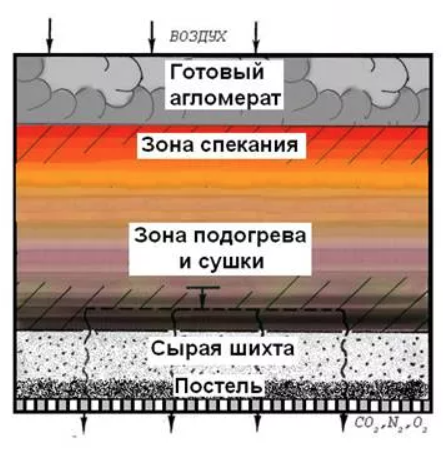 ВОЗДУХ
Готовый
агломерат
Зона спекания
Зона подогрева
и сушки
Сырая шихта
Постель
CO₂,N₂,O₂